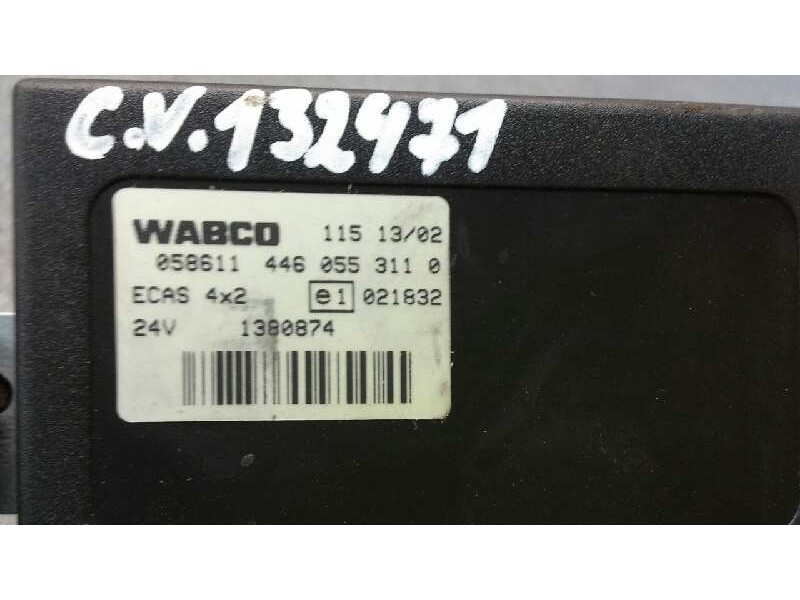 C.V.132471
WABCO 115 13/02
058611 446 055 311 0
ECAS 4x2 e1 021832
24V 1380874